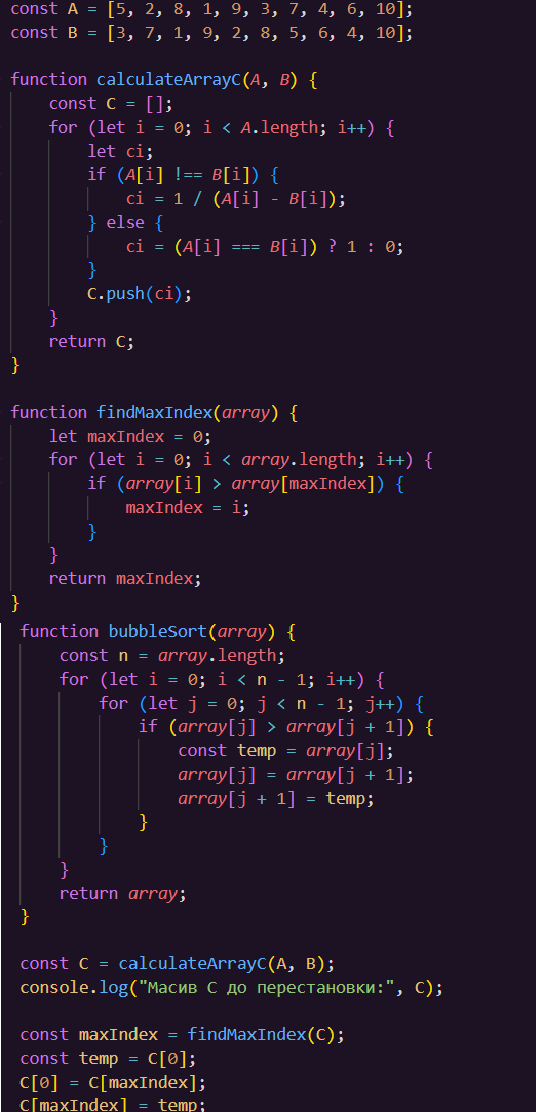 const A = [5, 2, 8, 1, 9, 3, 7, 4, 6, 10];
const B = [3, 7, 1, 9, 2, 8, 5, 6, 4, 10];

function calculateArrayC(A, B) {
    const C = [];
    for (let i = 0; i < A.length; i++) {
        let ci;
        if (A[i] !== B[i]) {
            ci = 1 / (A[i] - B[i]);
        } else {
            ci = (A[i] === B[i]) ? 1 : 0;
        }
        C.push(ci);
    }
    return C;
}

function findMaxIndex(array) {
    let maxIndex = 0;
    for (let i = 0; i < array.length; i++) {
        if (array[i] > array[maxIndex]) {
            maxIndex = i;
        }
    }
    return maxIndex;
}
function bubbleSort(array) {
    const n = array.length;
    for (let i = 0; i < n - 1; i++) {
        for (let j = 0; j < n - 1; j++) {
            if (array[j] > array[j + 1]) {
                const temp = array[j];
                array[j] = array[j + 1];
                array[j + 1] = temp;
            }
        }
    }
    return array;
}

const C = calculateArrayC(A, B);
console.log("Масив C до перестановки:", C);

const maxIndex = findMaxIndex(C);
const temp = C[0];
C[0] = C[maxIndex];
C[maxIndex] = temp;